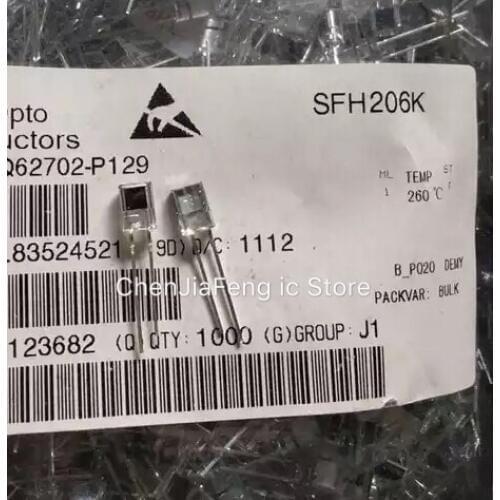 SFH206K
pto
uctors
Q62702-P129
ML TEMP ST
1 260 °C
.83524521 9D) D/C: 1112
B_P020 DEMY
PACKVAR: BULK
ChenJiaFeng ic Store
123682 (Q) QTY: 1000 (G)GROUP: J1